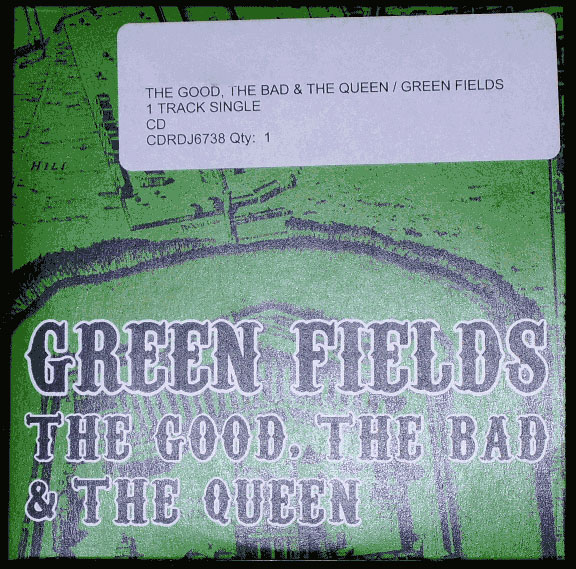 THE GOOD, THE BAD & THE QUEEN / GREEN FIELDS
1 TRACK SINGLE
CD
CDRDJ6738 Qty: 1
HILL
GREEN FIELDS
THE GOOD, THE BAD
& THE QUEEN